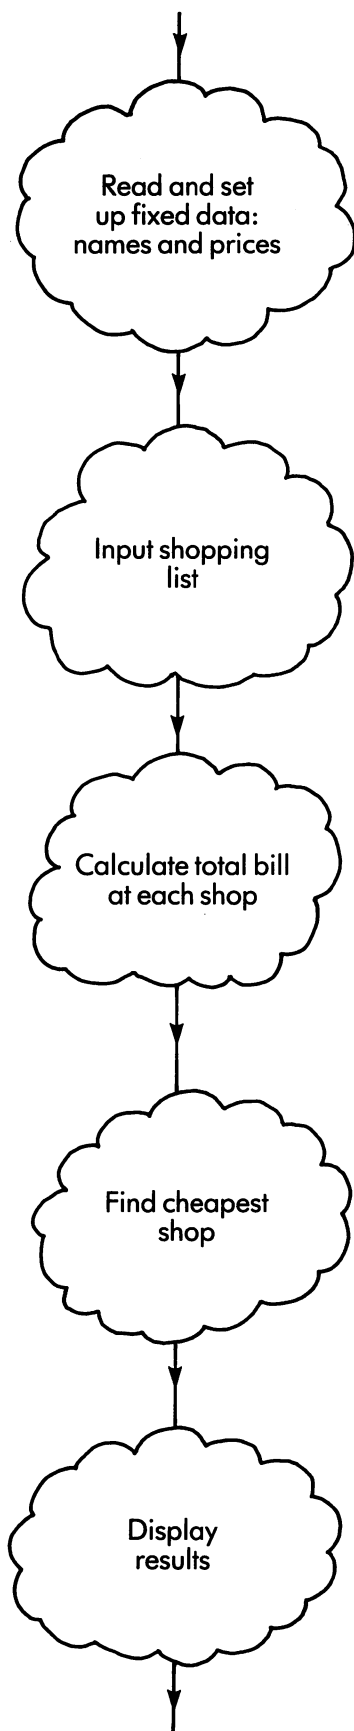 Read and set
up fixed data:
names and prices
Input shopping
list
Calculate total bill
at each shop
Find cheapest
shop
Display
results